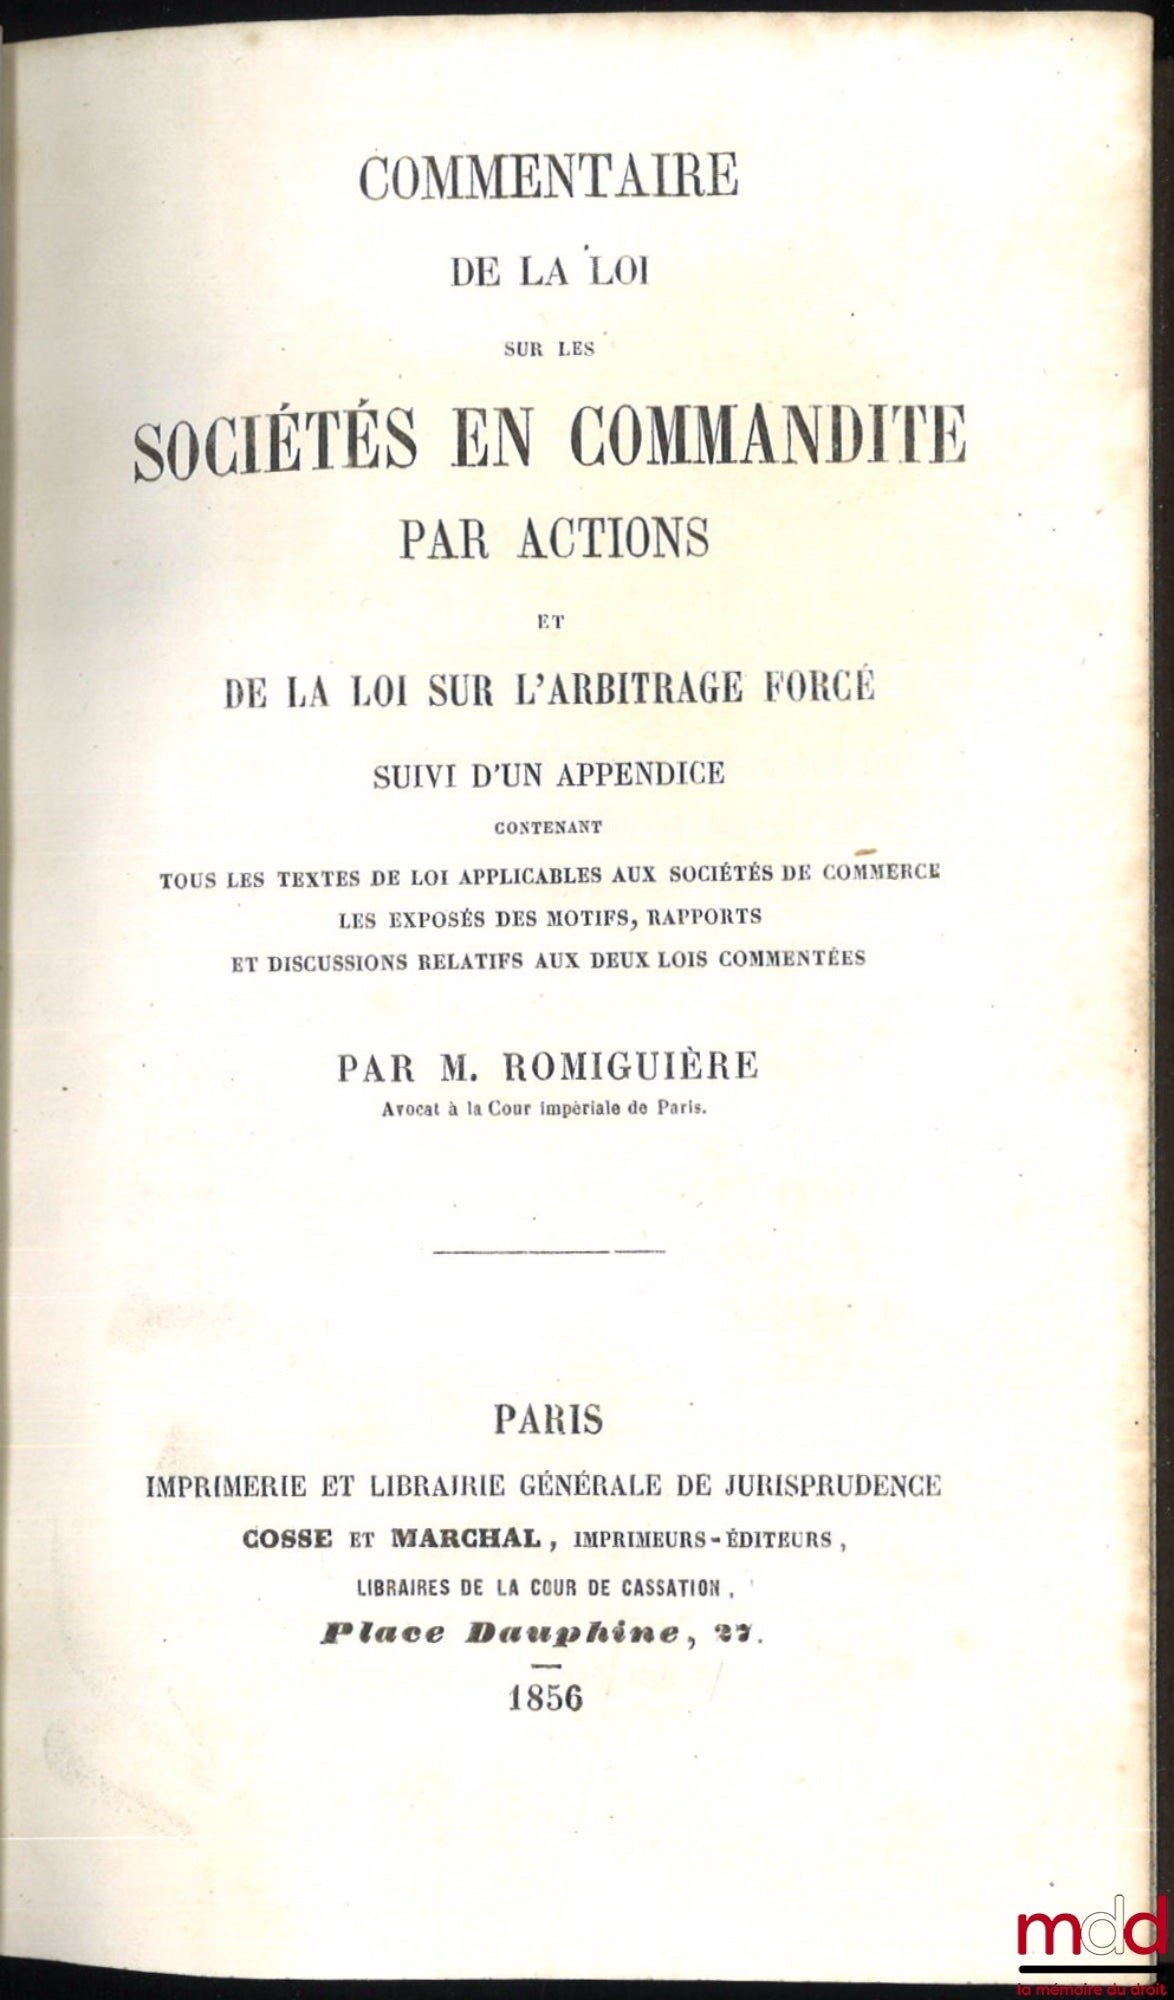 COMMENTAIRE
DE LA LOI
SUR LES
SOCIÉTÉS EN COMMANDITE
PAR ACTIONS
ET
DE LA LOI SUR L'ARBITRAGE FORCÉ
SUIVI D'UN APPENDICE
CONTENANT
TOUS LES TEXTES DE LOI APPLICABLES AUX SOCIÉTÉS DE COMMERCE
LES EXPOSÉS DES MOTIFS, RAPPORTS
ET DISCUSSIONS RELATIFS AUX DEUX LOIS COMMENTÉES
PAR M. ROMIGUIÈRE
Avocat à la Cour impériale de Paris.
PARIS
IMPRIMERIE ET LIBRAIRIE GÉNÉRALE DE JURISPRUDENCE
COSSE ET MARCHAL, IMPRIMEURS-ÉDITEURS,
LIBRAIRES DE LA COUR DE CASSATION,
Place Dauphine, 27.
1856
mdd
la mémoire du droit